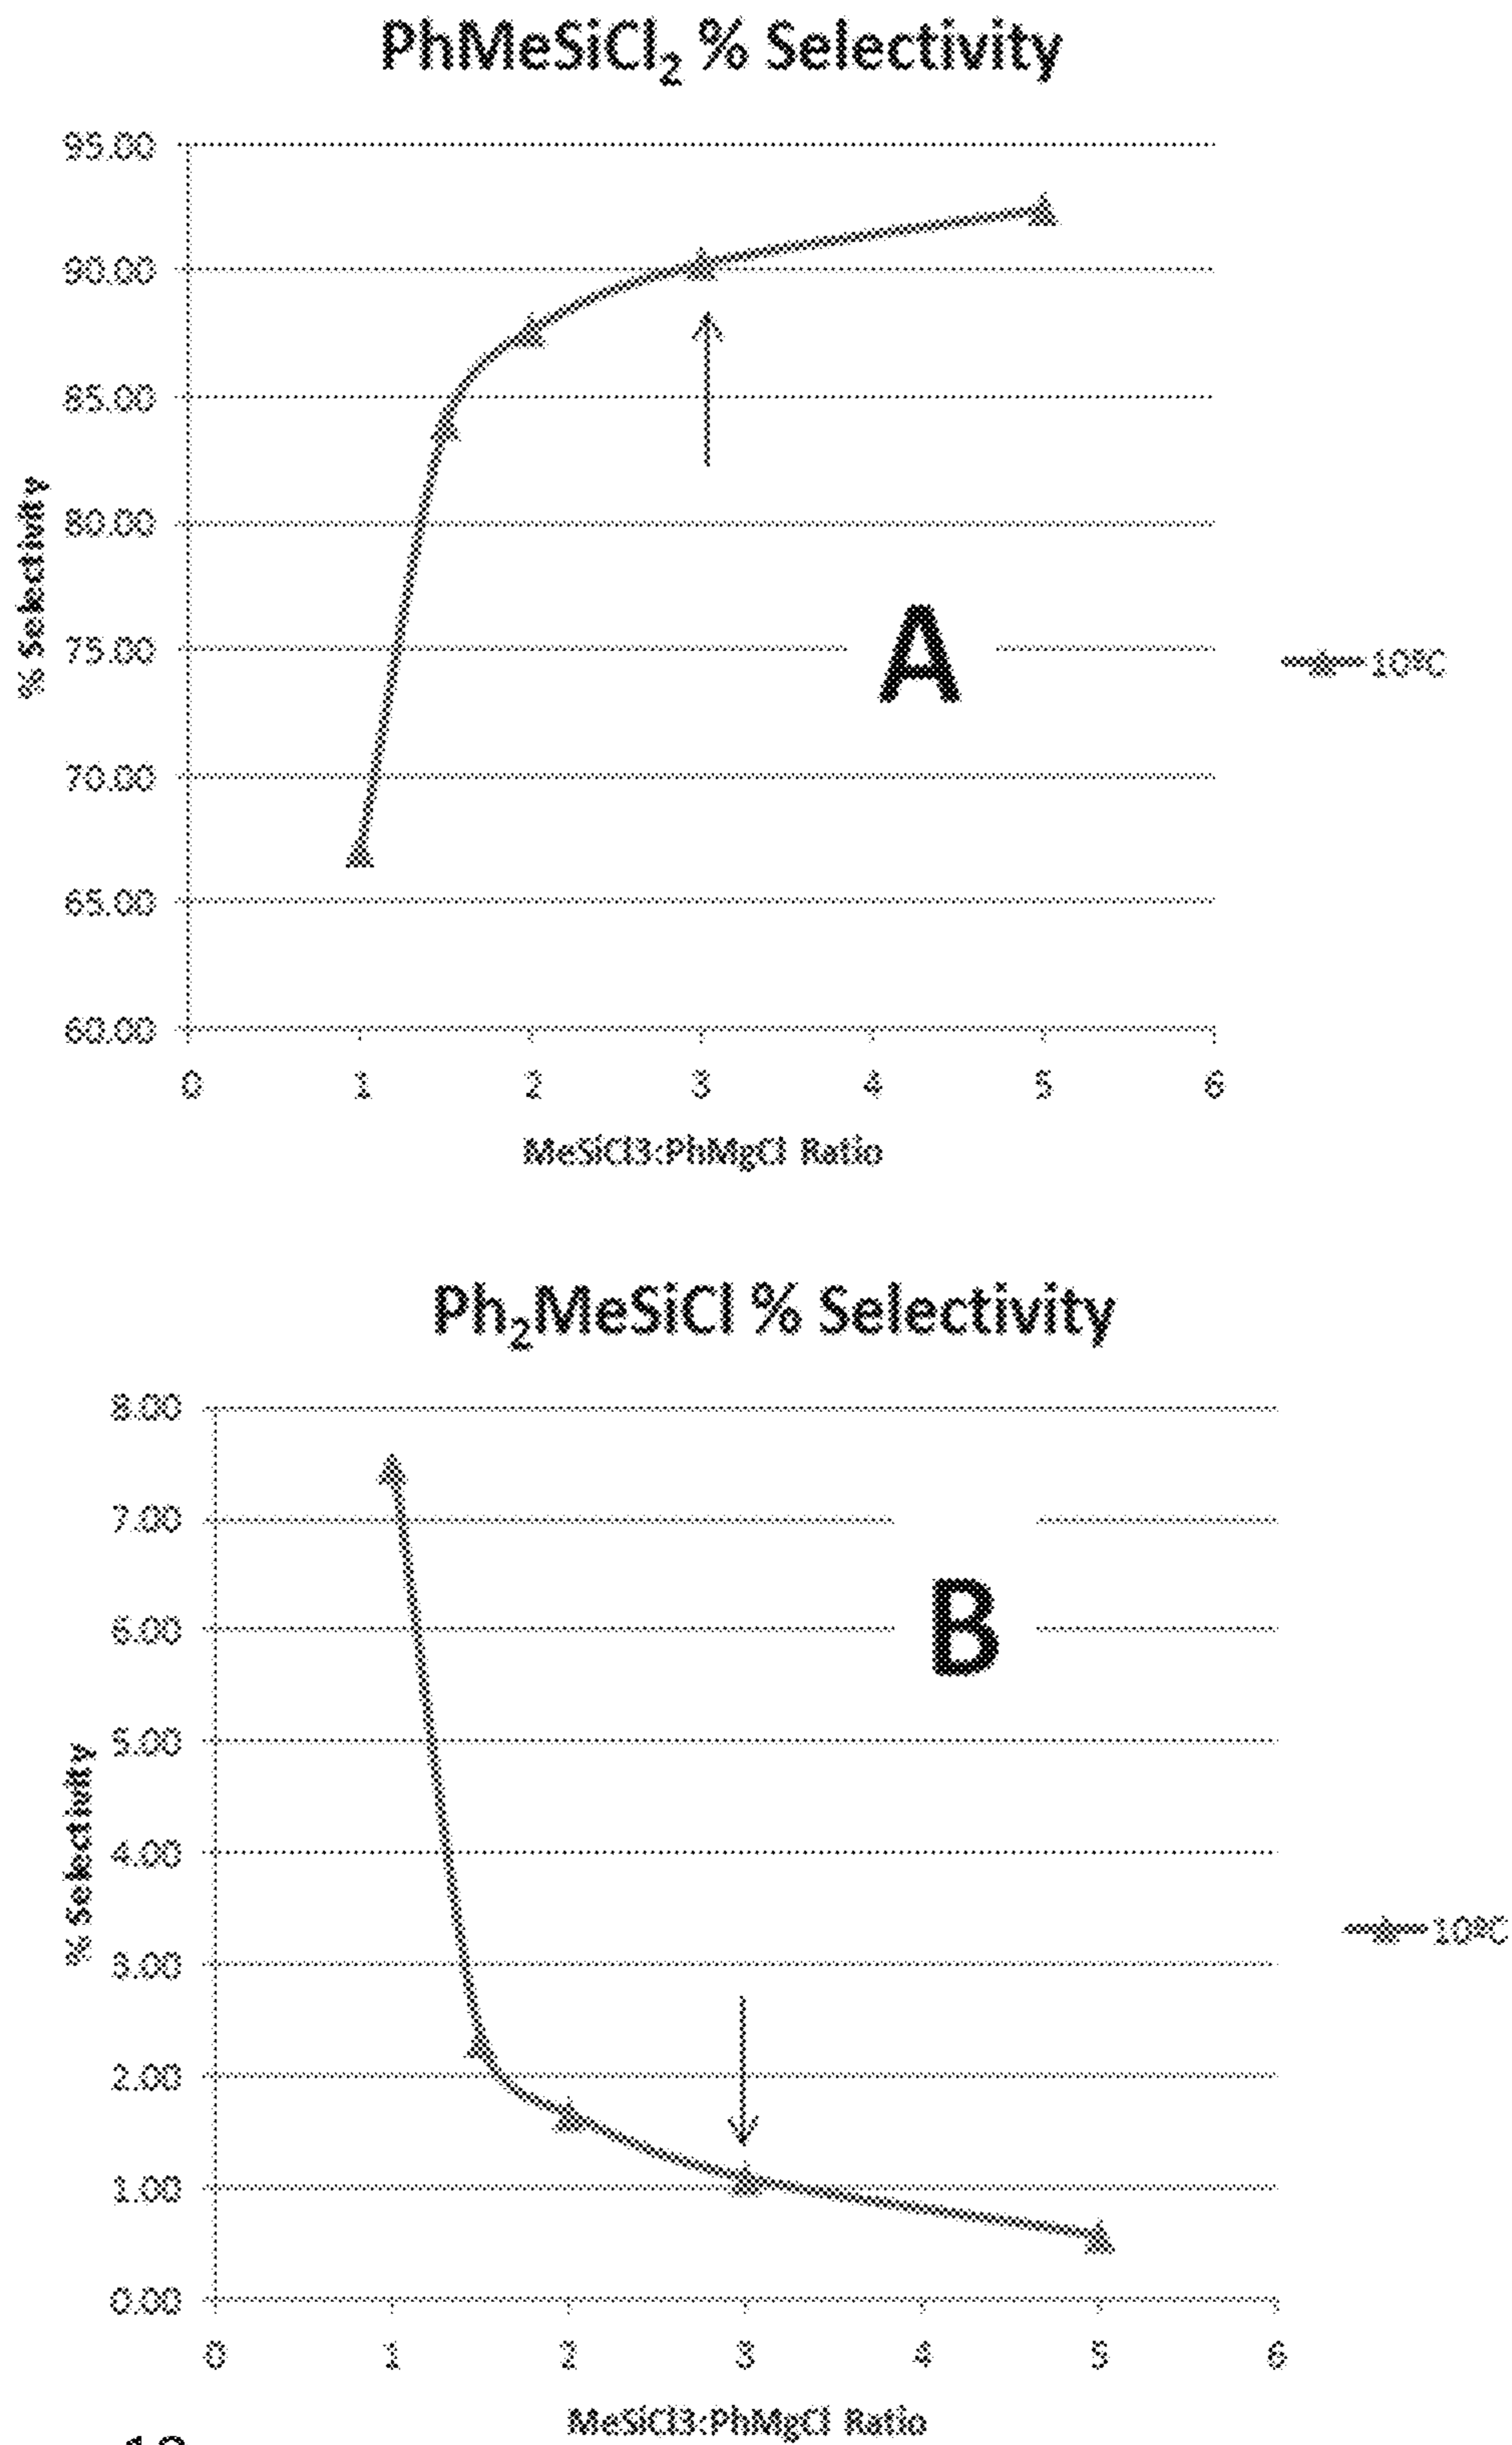 PhMeSiCl₂ % Selectivity
95.00
90.00
85.00
80.00
75.00
70.00
65.00
60.00
% Selectivity
A
10ºC
0 1 2 3 4 5 6
MeSiCl3:PhMgCl Ratio
Ph₂MeSiCl % Selectivity
8.00
7.00
6.00
5.00
4.00
3.00
2.00
1.00
0.00
% Selectivity
B
10ºC
0 1 2 3 4 5 6
MeSiCl3:PhMgCl Ratio